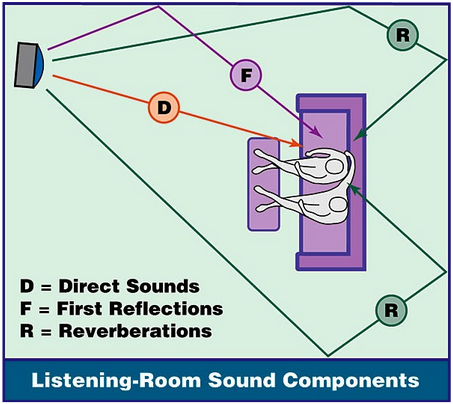 R
F
D
D = Direct Sounds
F = First Reflections
R = Reverberations
R
Listening-Room Sound Components